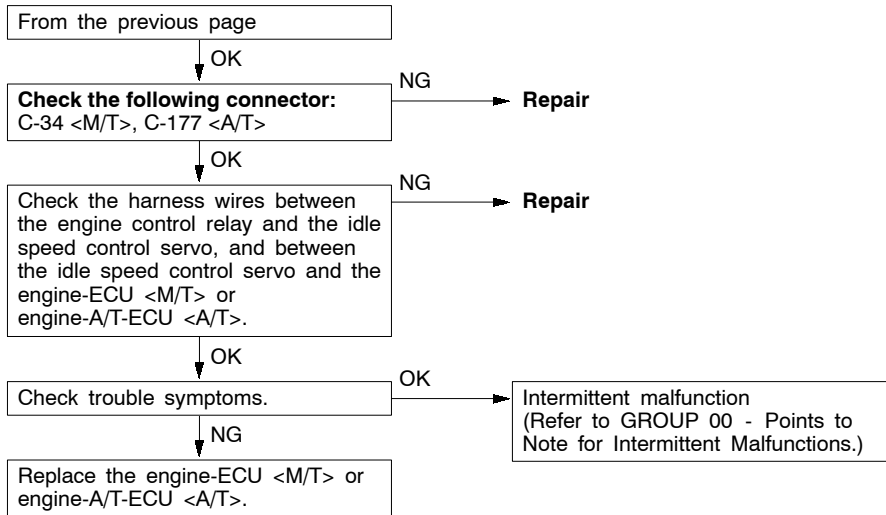 From the previous page
OK
Check the following connector:
C-34 <M/T>, C-177 <A/T>
NG
Repair
OK
Check the harness wires between
the engine control relay and the idle
speed control servo, and between
the idle speed control servo and the
engine-ECU <M/T> or
engine-A/T-ECU <A/T>.
NG
Repair
OK
Check trouble symptoms.
OK
Intermittent malfunction
(Refer to GROUP 00 - Points to
Note for Intermittent Malfunctions.)
NG
Replace the engine-ECU <M/T> or
engine-A/T-ECU <A/T>.